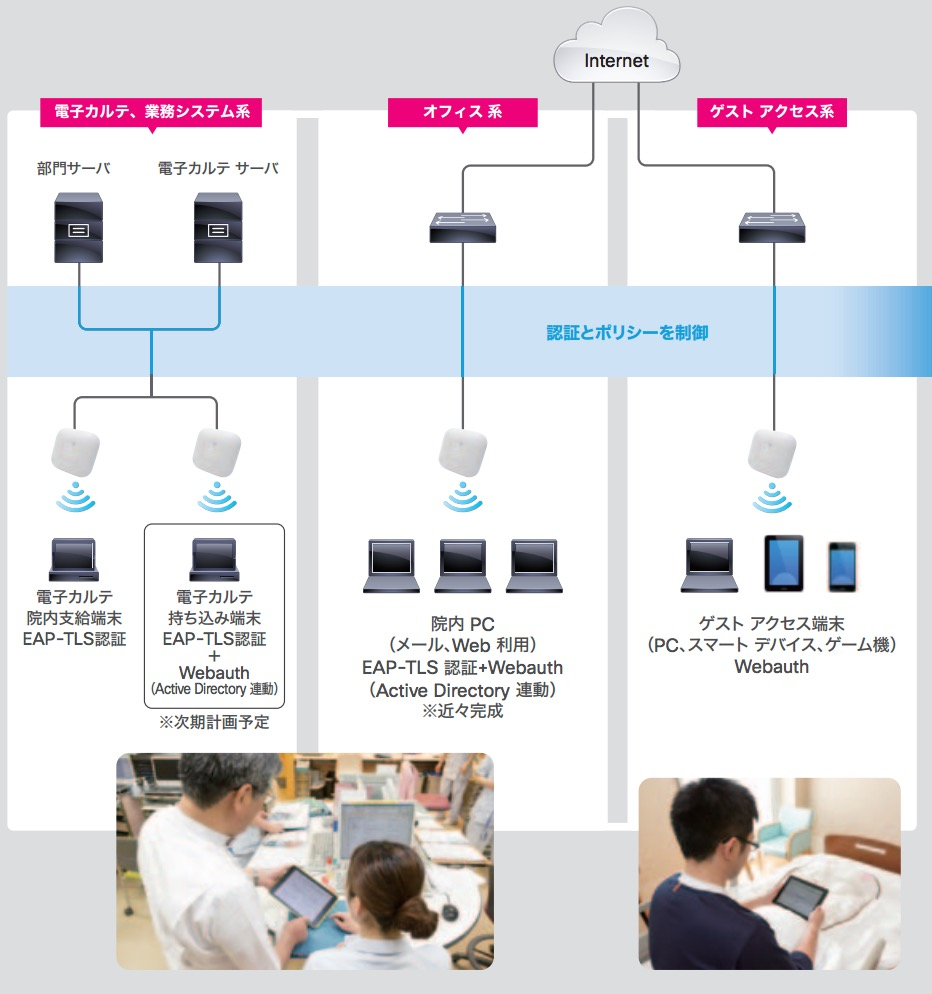 Internet
電子カルテ、業務システム系
オフィス 系
ゲスト アクセス系
部門サーバ
電子カルテ サーバ
認証とポリシーを制御
電子カルテ
院内支給端末
EAP-TLS認証
電子カルテ
持ち込み端末
EAP-TLS認証
+
Webauth
(Active Directory 連動)
※次期計画予定
院内 PC
(メール、Web 利用)
EAP-TLS 認証+Webauth
(Active Directory 連動)
※近々完成
ゲスト アクセス端末
(PC、スマート デバイス、ゲーム機)
Webauth